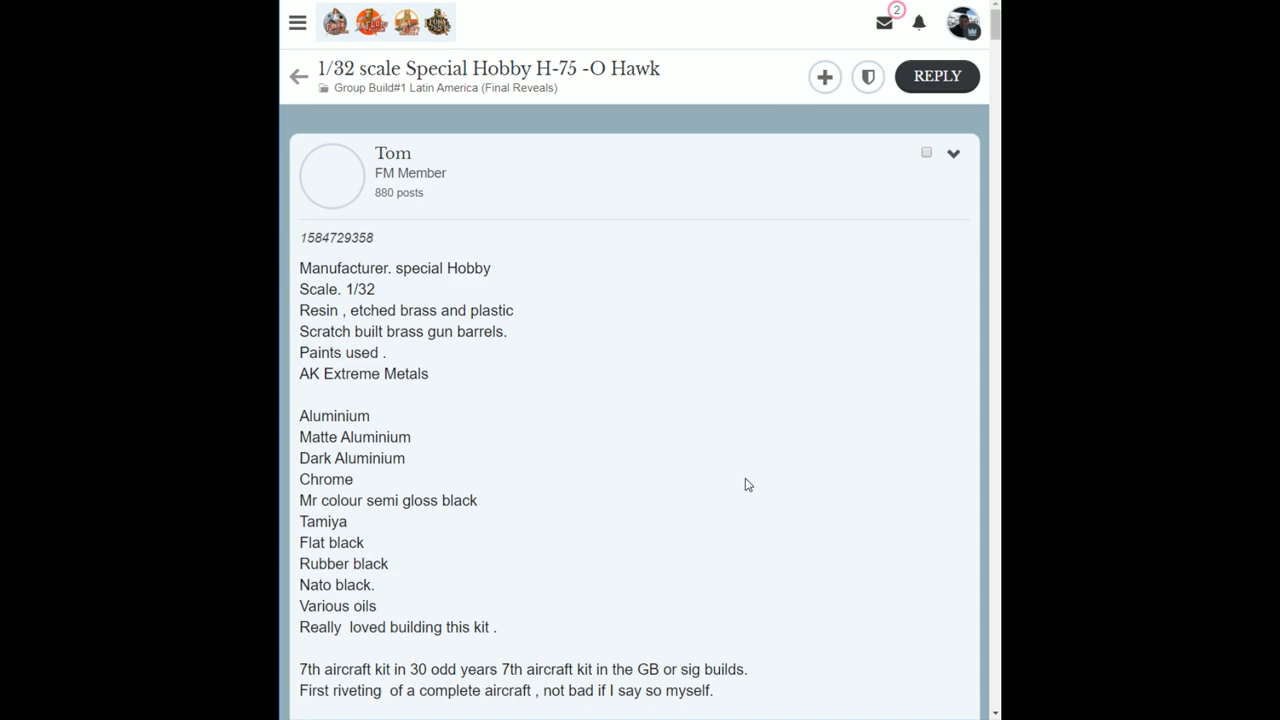 2
1/32 scale Special Hobby H-75 -O Hawk
Group Build#1 Latin America (Final Reveals)
REPLY
Tom
FM Member
880 posts
1584729358
Manufacturer. special Hobby
Scale. 1/32
Resin , etched brass and plastic
Scratch built brass gun barrels.
Paints used .
AK Extreme Metals
Aluminium
Matte Aluminium
Dark Aluminium
Chrome
Mr colour semi gloss black
Tamiya
Flat black
Rubber black
Nato black.
Various oils
Really  loved building this kit .
7th aircraft kit in 30 odd years 7th aircraft kit in the GB or sig builds.
First riveting  of a complete aircraft , not bad if I say so myself.